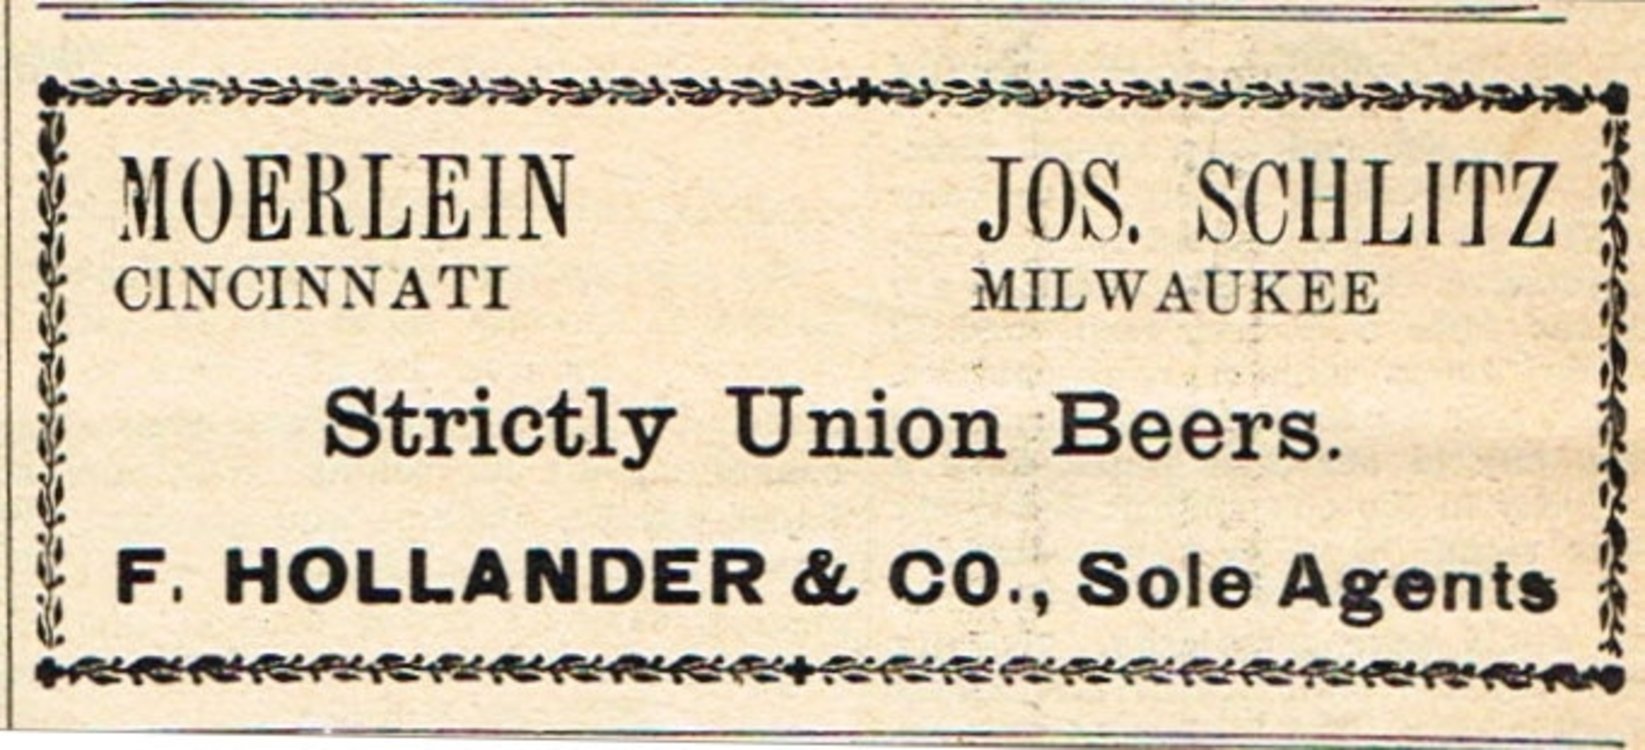 MOERLEIN
CINCINNATI
JOS. SCHLITZ
MILWAUKEE
Strictly Union Beers.
F. HOLLANDER & CO., Sole Agents